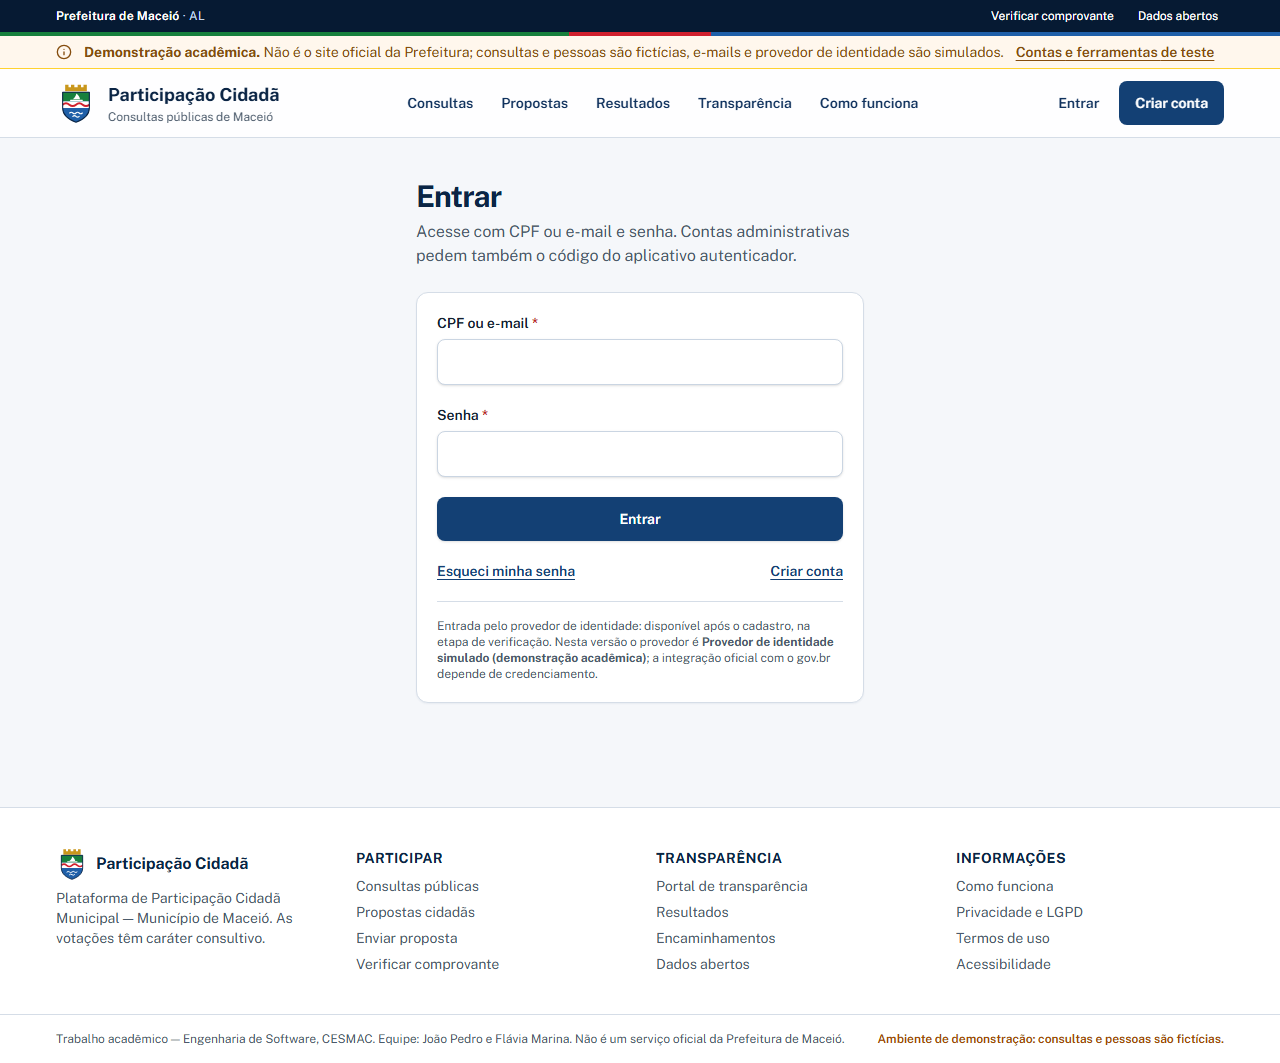 Prefeitura de Maceió · AL
Verificar comprovante
Dados abertos
Demonstração acadêmica. Não é o site oficial da Prefeitura; consultas e pessoas são fictícias, e-mails e provedor de identidade são simulados.
Contas e ferramentas de teste
Participação Cidadã
Consultas públicas de Maceió
Consultas
Propostas
Resultados
Transparência
Como funciona
Entrar
Criar conta
Entrar
Acesse com CPF ou e-mail e senha. Contas administrativas
pedem também o código do aplicativo autenticador.
CPF ou e-mail *
Senha *
Entrar
Esqueci minha senha
Criar conta
Entrada pelo provedor de identidade: disponível após o cadastro, na
etapa de verificação. Nesta versão o provedor é Provedor de identidade
simulado (demonstração acadêmica); a integração oficial com o gov.br
depende de credenciamento.
Participação Cidadã
Plataforma de Participação Cidadã
Municipal — Município de Maceió. As
votações têm caráter consultivo.
PARTICIPAR
Consultas públicas
Propostas cidadãs
Enviar proposta
Verificar comprovante
TRANSPARÊNCIA
Portal de transparência
Resultados
Encaminhamentos
Dados abertos
INFORMAÇÕES
Como funciona
Privacidade e LGPD
Termos de uso
Acessibilidade
Trabalho acadêmico — Engenharia de Software, CESMAC. Equipe: João Pedro e Flávia Marina. Não é um serviço oficial da Prefeitura de Maceió.
Ambiente de demonstração: consultas e pessoas são fictícias.